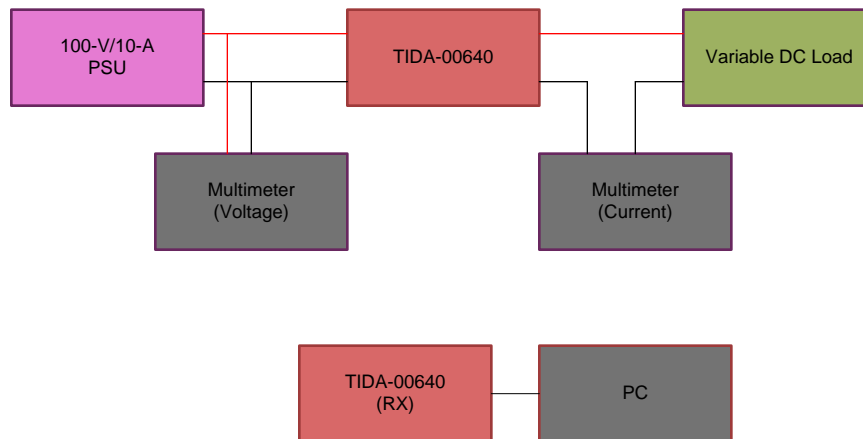 100-V/10-A
PSU
TIDA-00640
Variable DC Load
Multimeter
(Voltage)
Multimeter
(Current)
TIDA-00640
(RX)
PC